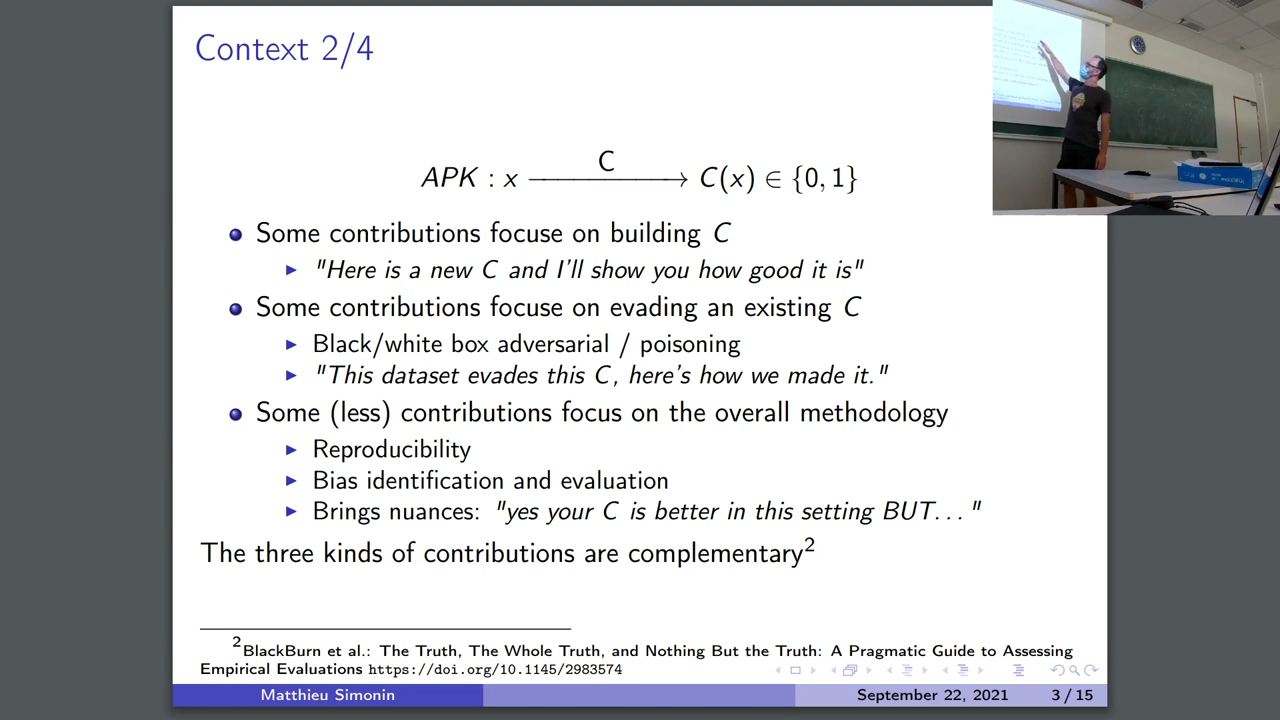 Context 2/4
C
APK : x ⟶ C(x) ∈ {0, 1}
Some contributions focuse on building C
"Here is a new C and I'll show you how good it is"
Some contributions focuse on evading an existing C
Black/white box adversarial / poisoning
"This dataset evades this C, here's how we made it."
Some (less) contributions focus on the overall methodology
Reproducibility
Bias identification and evaluation
Brings nuances: "yes your C is better in this setting BUT..."
The three kinds of contributions are complementary2
2BlackBurn et al.: The Truth, The Whole Truth, and Nothing But the Truth: A Pragmatic Guide to Assessing
Empirical Evaluations https://doi.org/10.1145/2983574
Matthieu Simonin
September 22, 2021
3 / 15